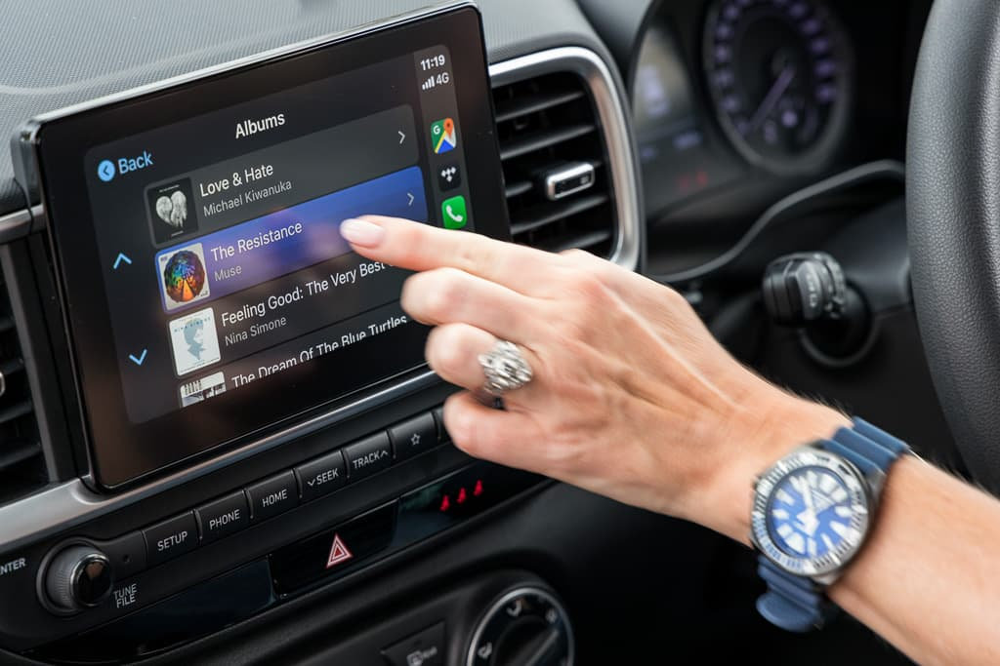 11:19
4G
Albums
Back
Love & Hate
Michael Kiwanuka
The Resistance
Muse
Feeling Good: The Very Best
Nina Simone
The Dream Of The Blue Turtles
SETUP
PHONE
HOME
SEEK
TRACK
TUNE
FILE